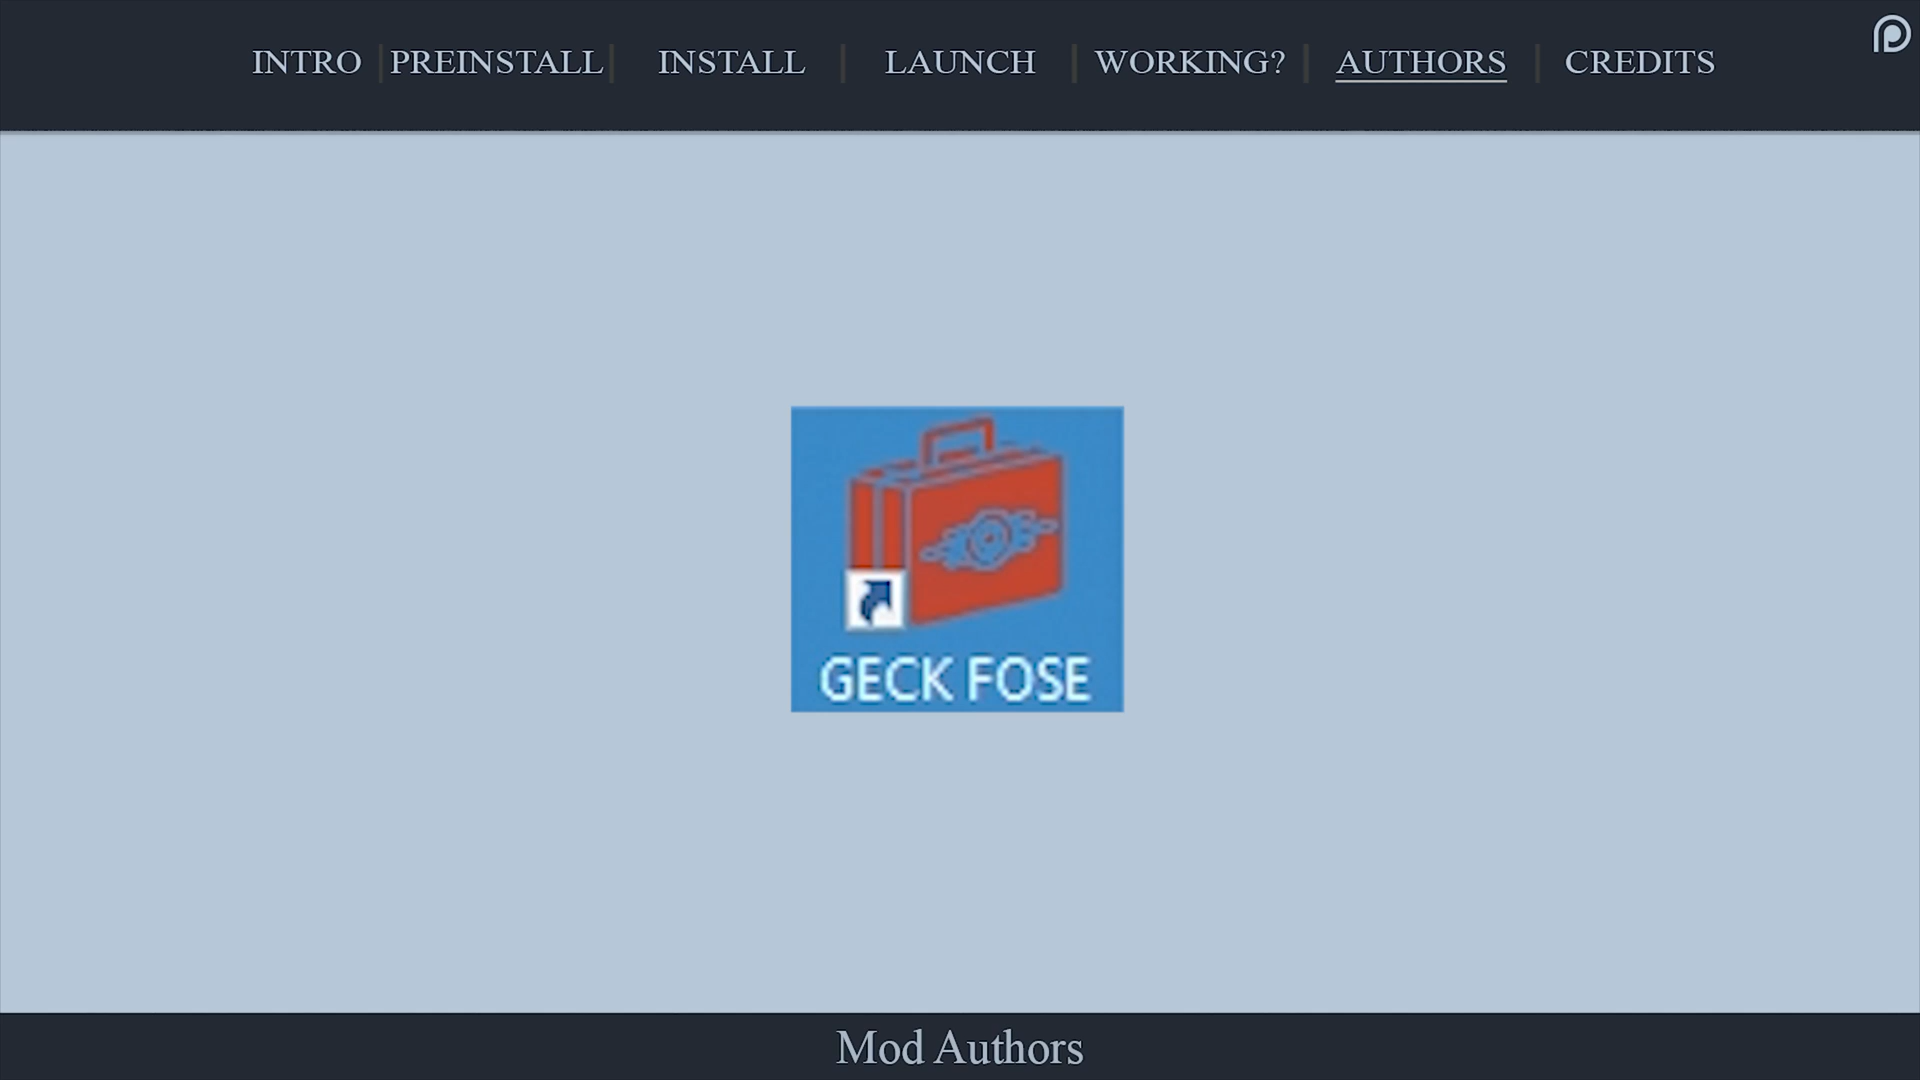 INTRO | PREINSTALL | INSTALL | LAUNCH | WORKING? | AUTHORS | CREDITS
GECK FOSE
Mod Authors